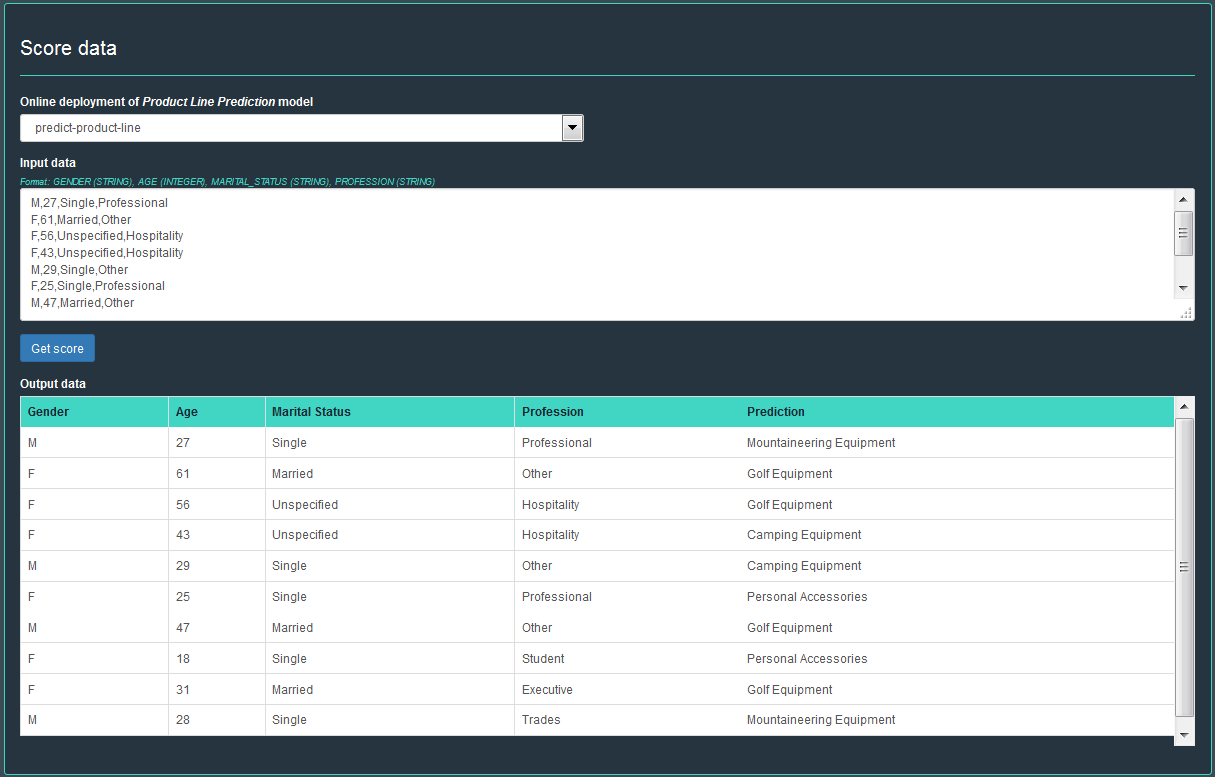 Score data
Online deployment of Product Line Prediction model
predict-product-line
Input data
Format: GENDER (STRING), AGE (INTEGER), MARITAL_STATUS (STRING), PROFESSION (STRING)
M,27,Single,Professional
F,61,Married,Other
F,56,Unspecified,Hospitality
F,43,Unspecified,Hospitality
M,29,Single,Other
F,25,Single,Professional
M,47,Married,Other
Get score
Output data
Gender Age Marital Status Profession Prediction
M 27 Single Professional Mountaineering Equipment
F 61 Married Other Golf Equipment
F 56 Unspecified Hospitality Golf Equipment
F 43 Unspecified Hospitality Camping Equipment
M 29 Single Other Camping Equipment
F 25 Single Professional Personal Accessories
M 47 Married Other Golf Equipment
F 18 Single Student Personal Accessories
F 31 Married Executive Golf Equipment
M 28 Single Trades Mountaineering Equipment